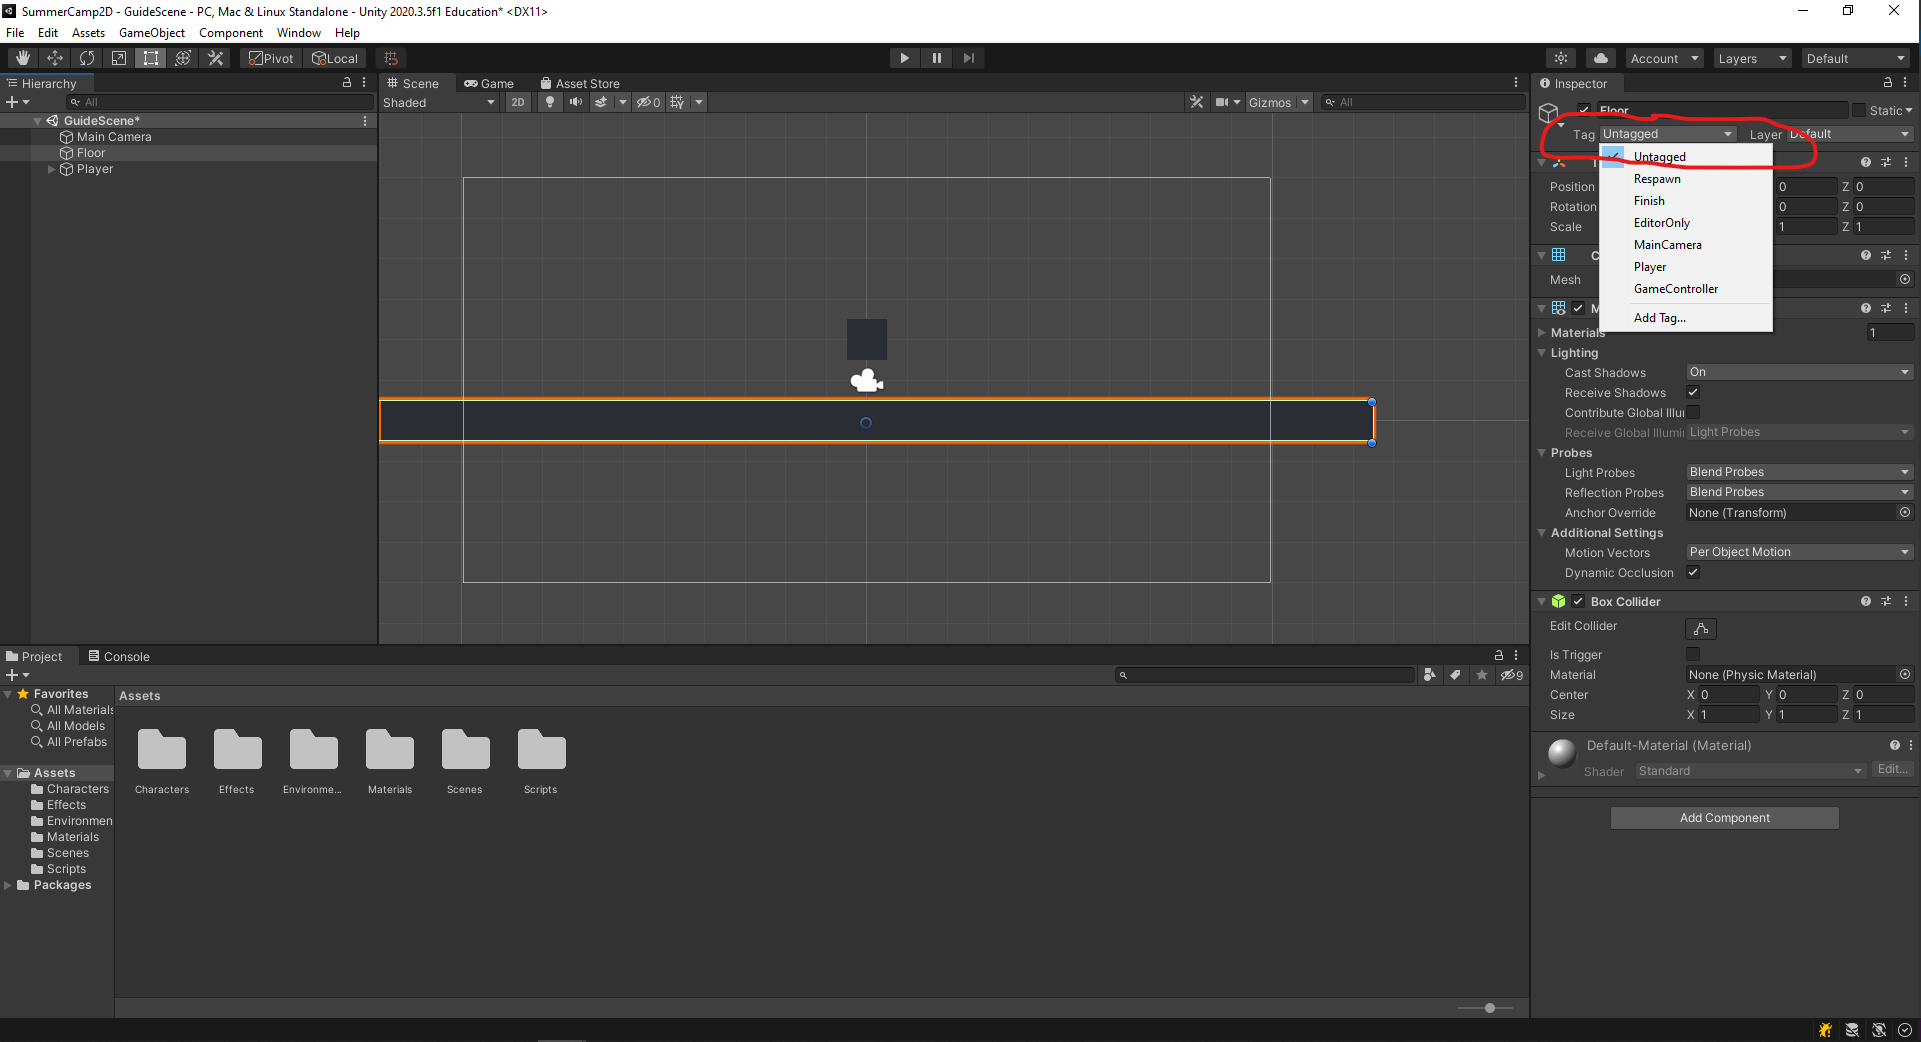 SummerCamp2D - GuideScene - PC, Mac & Linux Standalone - Unity 2020.3.5f1 Education* <DX11>
File Edit Assets GameObject Component Window Help
Pivot Local Account Layers Default
Hierarchy
All
GuideScene*
Main Camera
Floor
Player
Scene Game Asset Store
Shaded 2D 0 Gizmos All
Inspector
Floor Static
Tag Untagged Layer Default
Untagged
Respawn
Finish
EditorOnly
MainCamera
Player
GameController
Add Tag...
Position 0 Z 0
Rotation 0 Z 0
Scale 1 Z 1
C
Mesh
M
Materials 1
Lighting
Cast Shadows On
Receive Shadows
Contribute Global Illu
Receive Global Illumi Light Probes
Probes
Light Probes Blend Probes
Reflection Probes Blend Probes
Anchor Override None (Transform)
Additional Settings
Motion Vectors Per Object Motion
Dynamic Occlusion
Box Collider
Edit Collider
Is Trigger
Material None (Physic Material)
Center X 0 Y 0 Z 0
Size X 1 Y 1 Z 1
Default-Material (Material)
Shader Standard Edit...
Add Component
Project Console
9
Favorites
All Materials
All Models
All Prefabs
Assets
Characters
Effects
Environmen
Materials
Scenes
Scripts
Packages
Assets
Characters Effects Environme... Materials Scenes Scripts